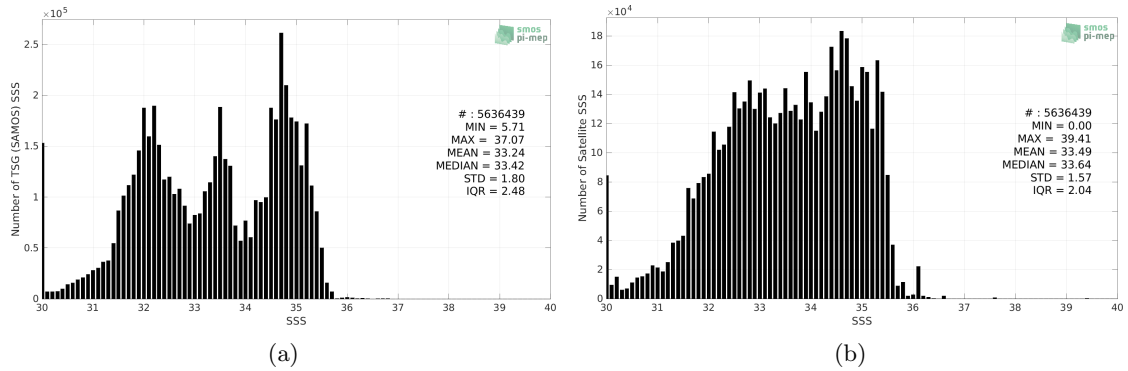 ×10⁵
smos
pi-mep
2.5
2
1.5
1
0.5
0
Number of TSG (SAMOS) SSS
# : 5636439
MIN = 5.71
MAX = 37.07
MEAN = 33.24
MEDIAN = 33.42
STD = 1.80
IQR = 2.48
30 31 32 33 34 35 36 37 38 39 40
SSS
(a)
×10⁴
smos
pi-mep
18
16
14
12
10
8
6
4
2
0
Number of Satellite SSS
# : 5636439
MIN = 0.00
MAX = 39.41
MEAN = 33.49
MEDIAN = 33.64
STD = 1.57
IQR = 2.04
30 31 32 33 34 35 36 37 38 39 40
SSS
(b)